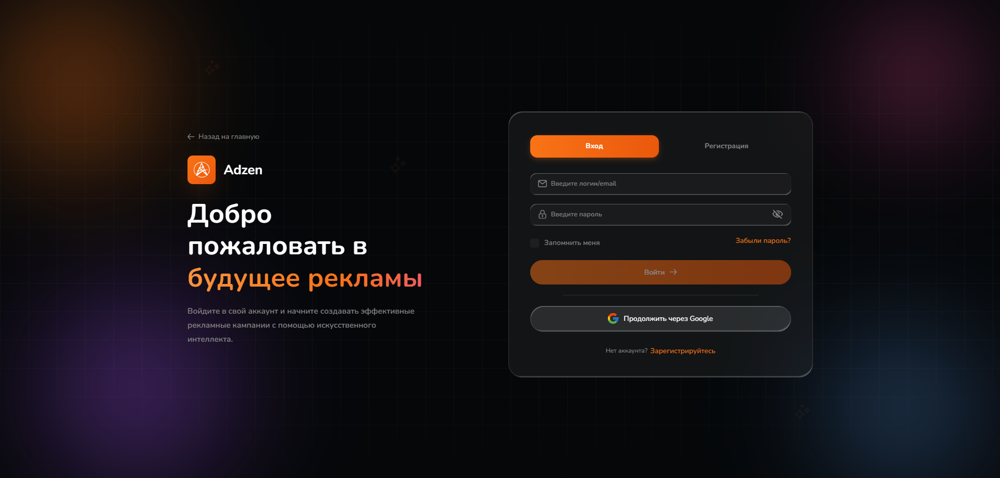 Назад на главную
Adzen
Добро
пожаловать в
будущее рекламы
Войдите в свой аккаунт и начните создавать эффективные
рекламные кампании с помощью искусственного
интеллекта.
Вход
Регистрация
Введите логин/email
Введите пароль
Запомнить меня
Забыли пароль?
Войти
Продолжить через Google
Нет аккаунта? Зарегистрируйтесь